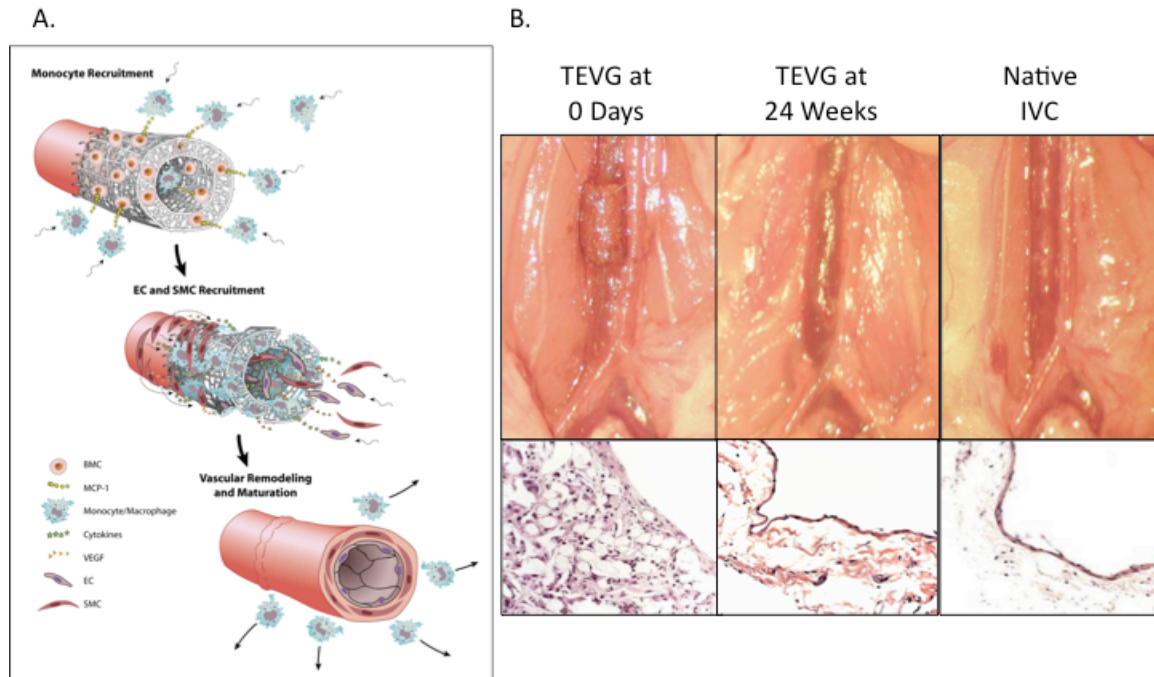 A.
Monocyte Recruitment
EC and SMC Recruitment
Vascular Remodeling
and Maturation
BMC
MCP-1
Monocyte/Macrophage
Cytokines
VEGF
EC
SMC
B.
TEVG at
0 Days
TEVG at
24 Weeks
Native
IVC